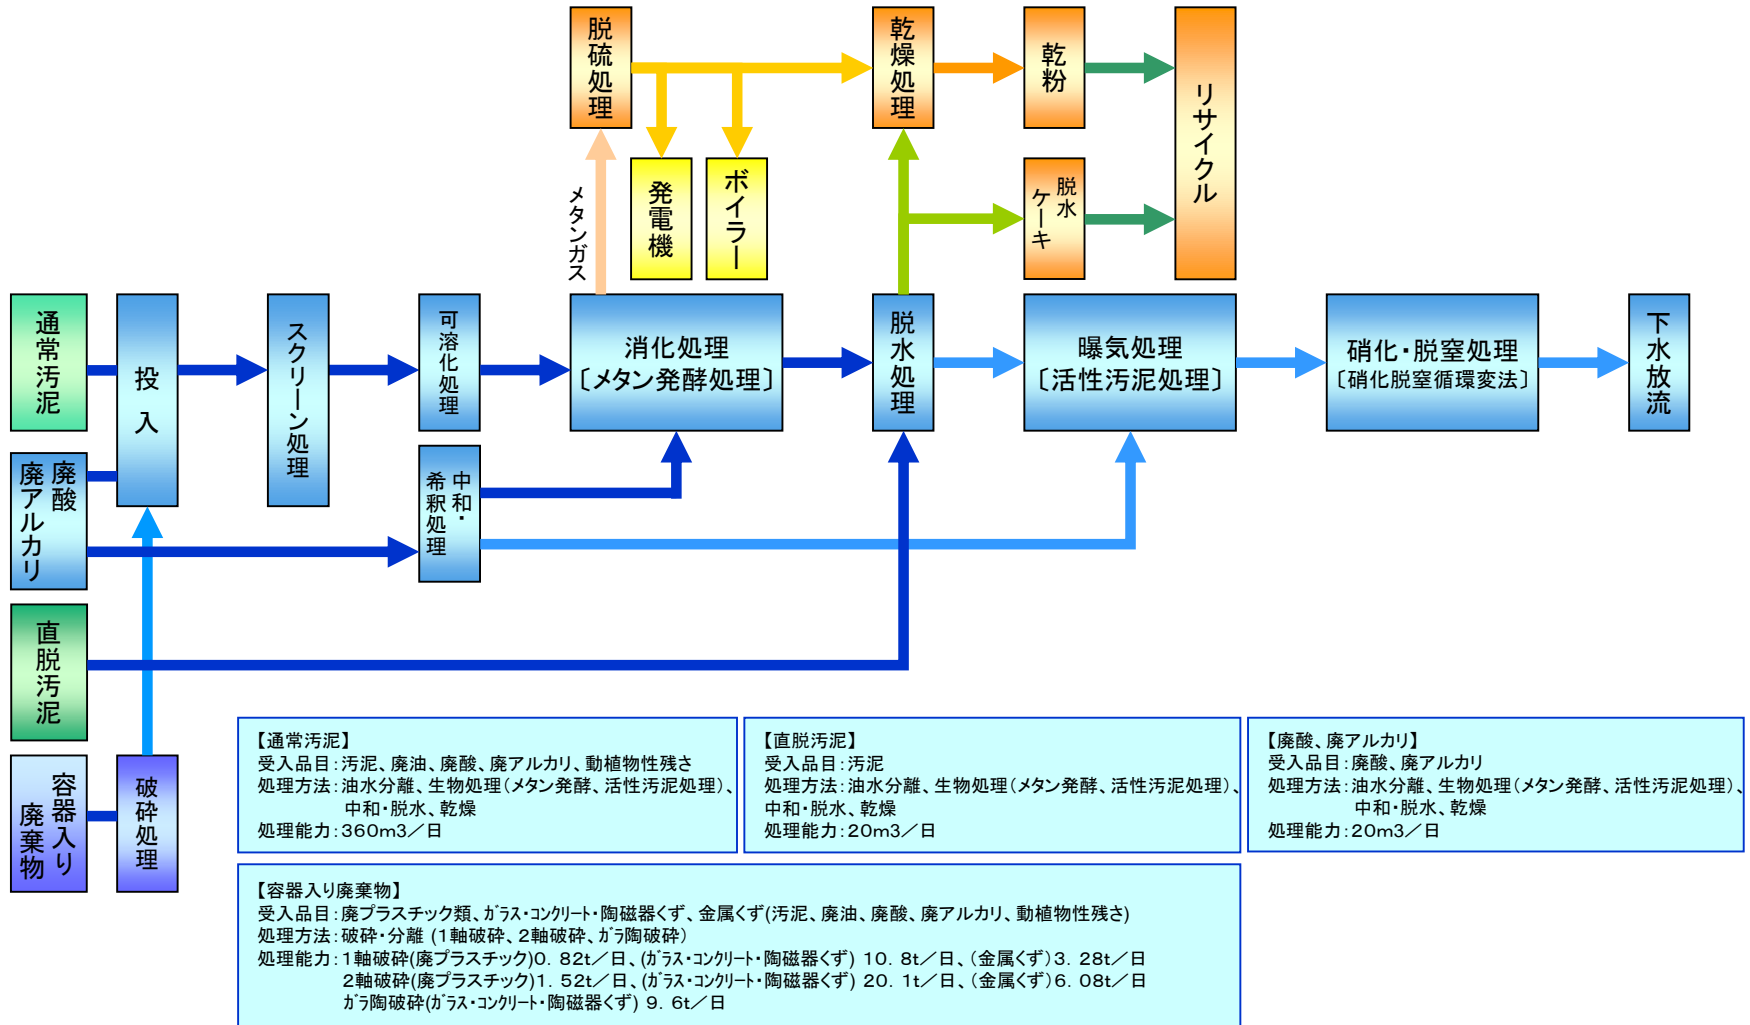 脱硫処理
乾燥処理
乾粉
リサイクル
メタンガス
発電機
ボイラー
脱水
ケーキ
通常汚泥
投入
スクリーン処理
可溶化処理
消化処理
〔メタン発酵処理〕
脱水処理
曝気処理
〔活性汚泥処理〕
硝化・脱窒処理
〔硝化脱窒循環変法〕
下水放流
廃酸
廃アルカリ
中和・
希釈処理
直脱汚泥
容器入り
廃棄物
破砕処理
【通常汚泥】
受入品目：汚泥、廃油、廃酸、廃アルカリ、動植物性残さ
処理方法：油水分離、生物処理（メタン発酵、活性汚泥処理）、
中和・脱水、乾燥
処理能力：３６０ｍ３／日
【直脱汚泥】
受入品目：汚泥
処理方法：油水分離、生物処理（メタン発酵、活性汚泥処理）、
中和・脱水、乾燥
処理能力：２０ｍ３／日
【廃酸、廃アルカリ】
受入品目：廃酸、廃アルカリ
処理方法：油水分離、生物処理（メタン発酵、活性汚泥処理）、
中和・脱水、乾燥
処理能力：２０ｍ３／日
【容器入り廃棄物】
受入品目：廃プラスチック類、ｶﾞﾗｽ・ｺﾝｸﾘｰﾄ・陶磁器くず、金属くず(汚泥、廃油、廃酸、廃アルカリ、動植物性残さ)
処理方法：破砕・分離 (１軸破砕、２軸破砕、ｶﾞﾗ陶破砕）
処理能力：１軸破砕(廃プラスチック)０．８２ｔ／日、(ｶﾞﾗｽ・ｺﾝｸﾘｰﾄ・陶磁器くず) １０．８ｔ／日、（金属くず）３．２８ｔ／日
２軸破砕(廃プラスチック)１．５２ｔ／日、(ｶﾞﾗｽ・ｺﾝｸﾘｰﾄ・陶磁器くず) ２０．１ｔ／日、（金属くず）６．０８ｔ／日
ｶﾞﾗ陶破砕(ｶﾞﾗｽ・ｺﾝｸﾘｰﾄ・陶磁器くず) ９．６ｔ／日